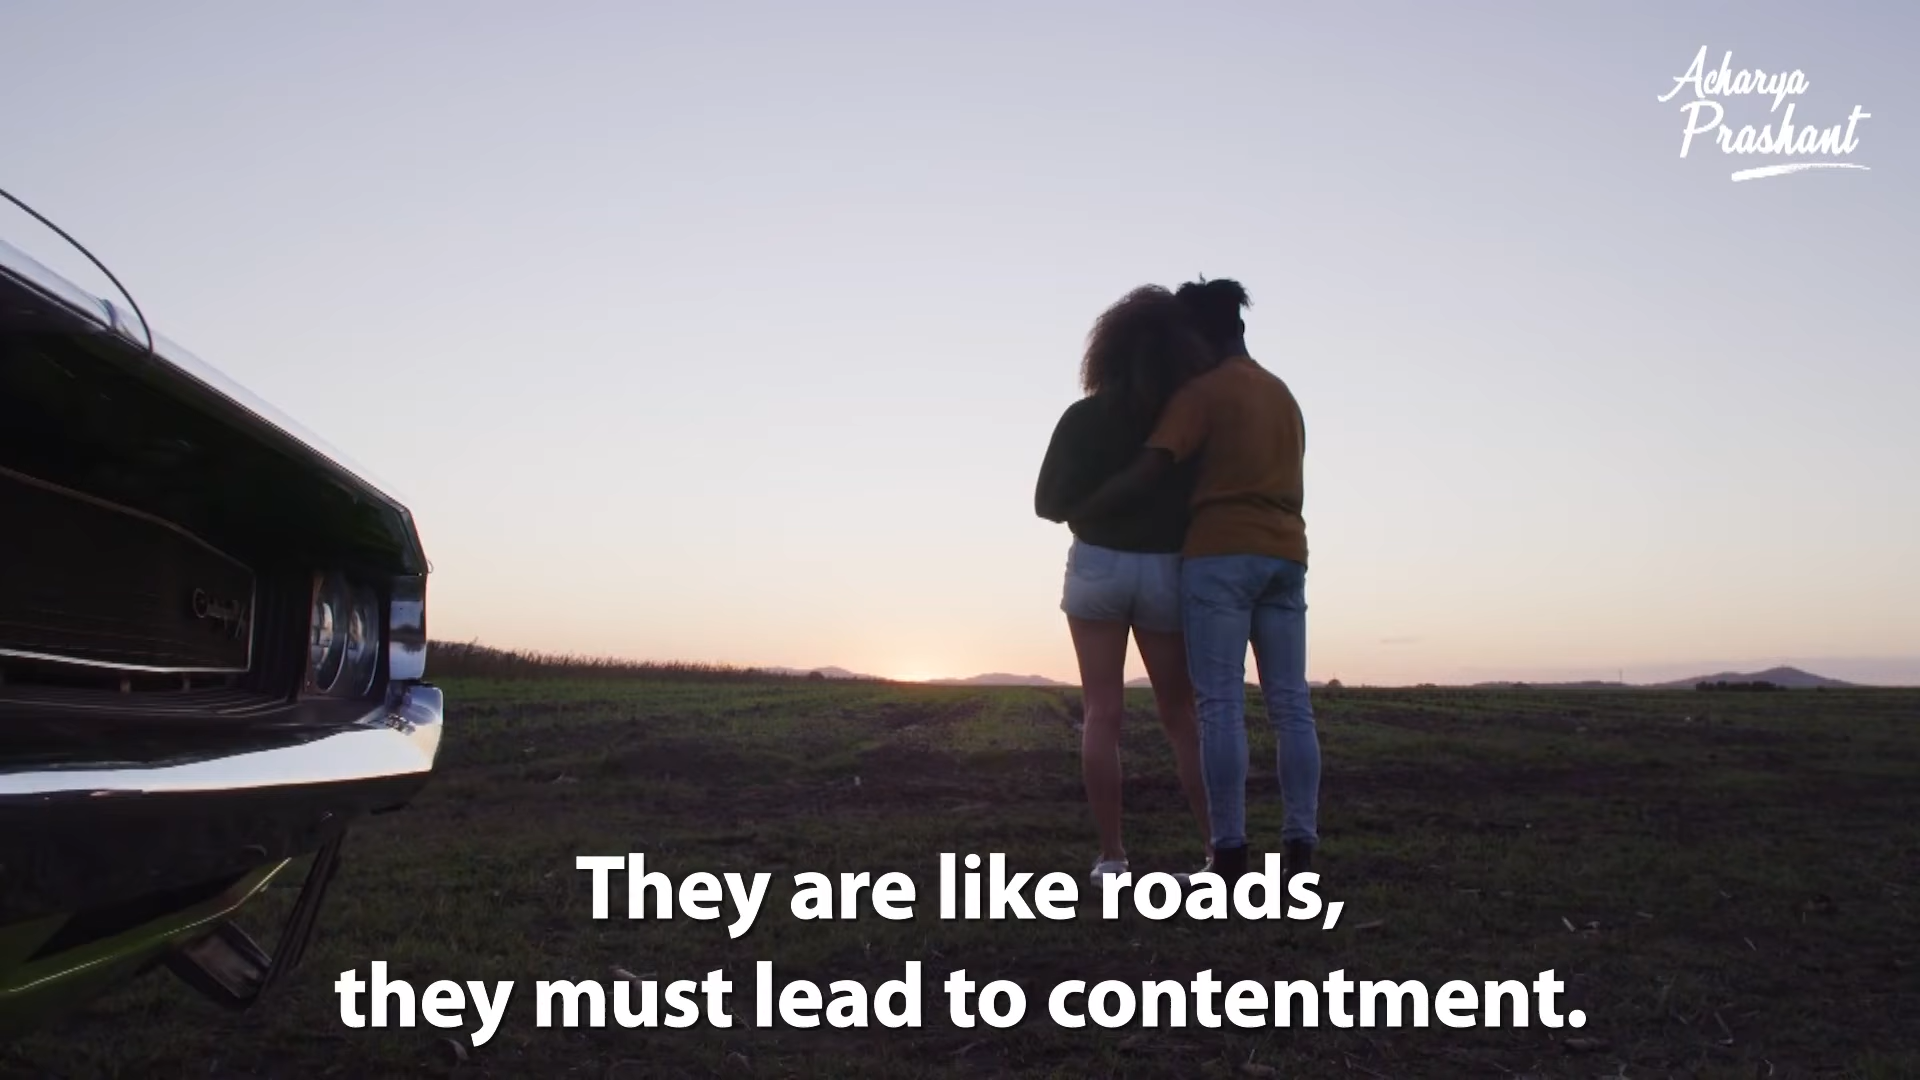 Acharya
Prashant
They are like roads,
they must lead to contentment.